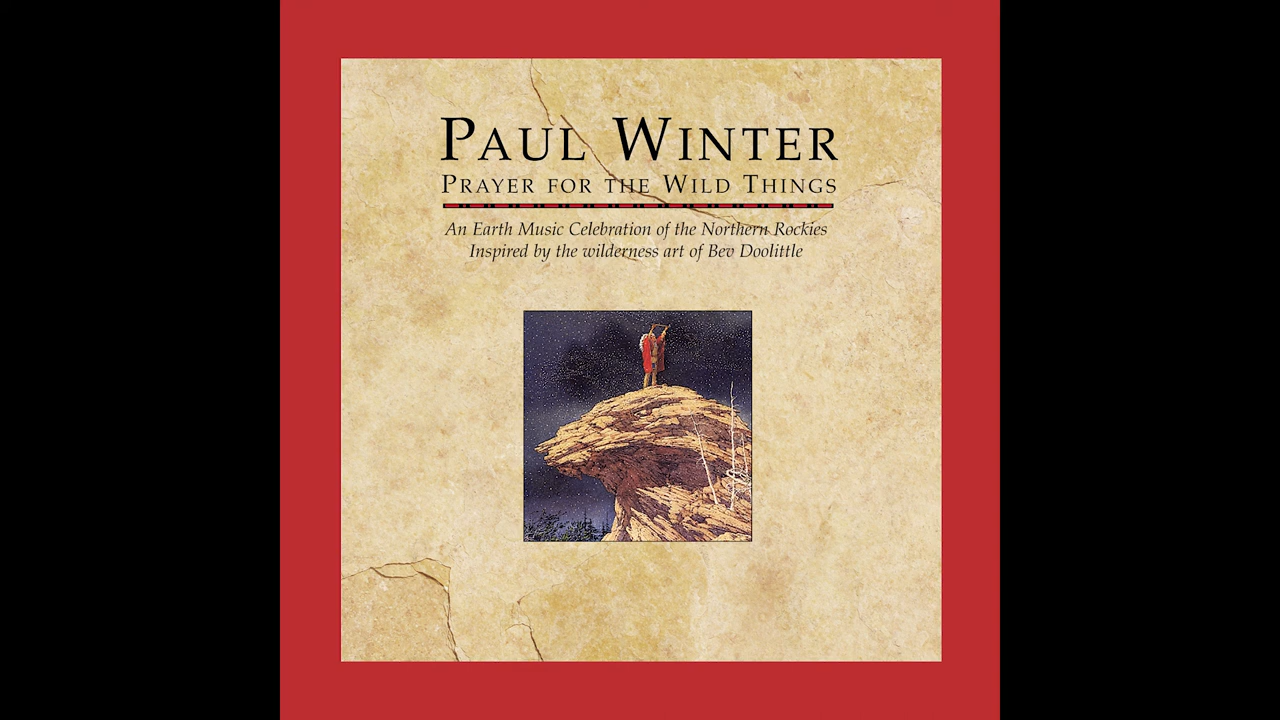 PAUL WINTER
PRAYER FOR THE WILD THINGS
An Earth Music Celebration of the Northern Rockies
Inspired by the wilderness art of Bev Doolittle